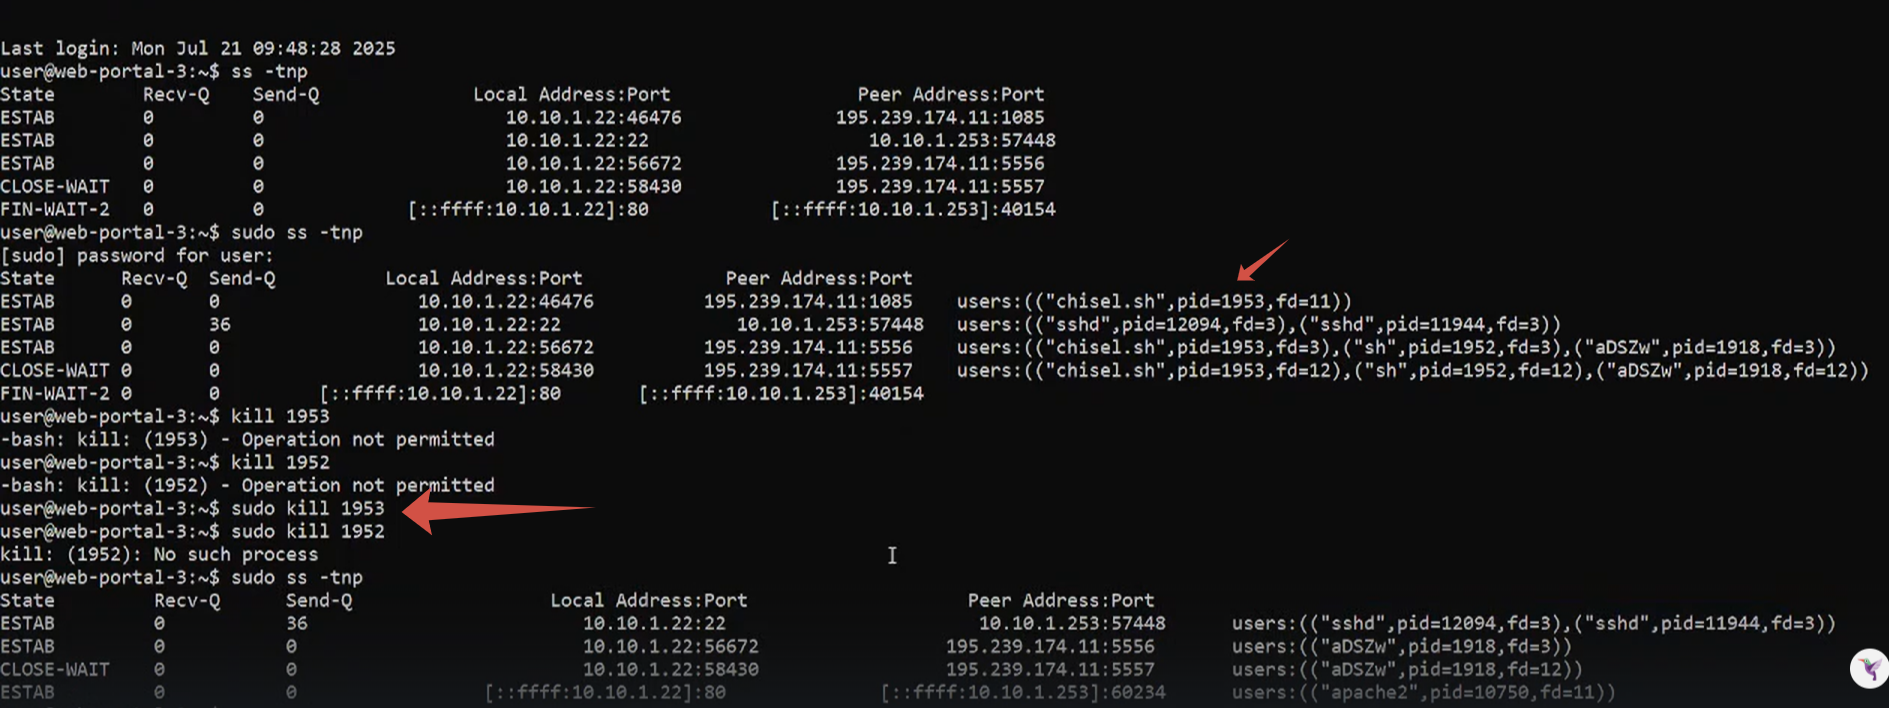 Last login: Mon Jul 21 09:48:28 2025
user@web-portal-3:~$ ss -tnp
State Recv-Q Send-Q Local Address:Port Peer Address:Port
ESTAB 0 0 10.10.1.22:46476 195.239.174.11:1085
ESTAB 0 0 10.10.1.22:22 10.10.1.253:57448
ESTAB 0 0 10.10.1.22:56672 195.239.174.11:5556
CLOSE-WAIT 0 0 10.10.1.22:58430 195.239.174.11:5557
FIN-WAIT-2 0 0 [::ffff:10.10.1.22]:80 [::ffff:10.10.1.253]:40154
user@web-portal-3:~$ sudo ss -tnp
[sudo] password for user:
State Recv-Q Send-Q Local Address:Port Peer Address:Port
ESTAB 0 0 10.10.1.22:46476 195.239.174.11:1085 users:(("chisel.sh",pid=1953,fd=11))
ESTAB 0 36 10.10.1.22:22 10.10.1.253:57448 users:(("sshd",pid=12094,fd=3),("sshd",pid=11944,fd=3))
ESTAB 0 0 10.10.1.22:56672 195.239.174.11:5556 users:(("chisel.sh",pid=1953,fd=3),("sh",pid=1952,fd=3),("aDSZw",pid=1918,fd=3))
CLOSE-WAIT 0 0 10.10.1.22:58430 195.239.174.11:5557 users:(("chisel.sh",pid=1953,fd=12),("sh",pid=1952,fd=12),("aDSZw",pid=1918,fd=12))
FIN-WAIT-2 0 0 [::ffff:10.10.1.22]:80 [::ffff:10.10.1.253]:40154
user@web-portal-3:~$ kill 1953
-bash: kill: (1953) - Operation not permitted
user@web-portal-3:~$ kill 1952
-bash: kill: (1952) - Operation not permitted
user@web-portal-3:~$ sudo kill 1953
user@web-portal-3:~$ sudo kill 1952
kill: (1952): No such process
user@web-portal-3:~$ sudo ss -tnp
State Recv-Q Send-Q Local Address:Port Peer Address:Port
ESTAB 0 36 10.10.1.22:22 10.10.1.253:57448 users:(("sshd",pid=12094,fd=3),("sshd",pid=11944,fd=3))
ESTAB 0 0 10.10.1.22:56672 195.239.174.11:5556 users:(("aDSZw",pid=1918,fd=3))
CLOSE-WAIT 0 0 10.10.1.22:58430 195.239.174.11:5557 users:(("aDSZw",pid=1918,fd=12))
ESTAB 0 0 [::ffff:10.10.1.22]:80 [::ffff:10.10.1.253]:60234 users:(("apache2",pid=10750,fd=11))